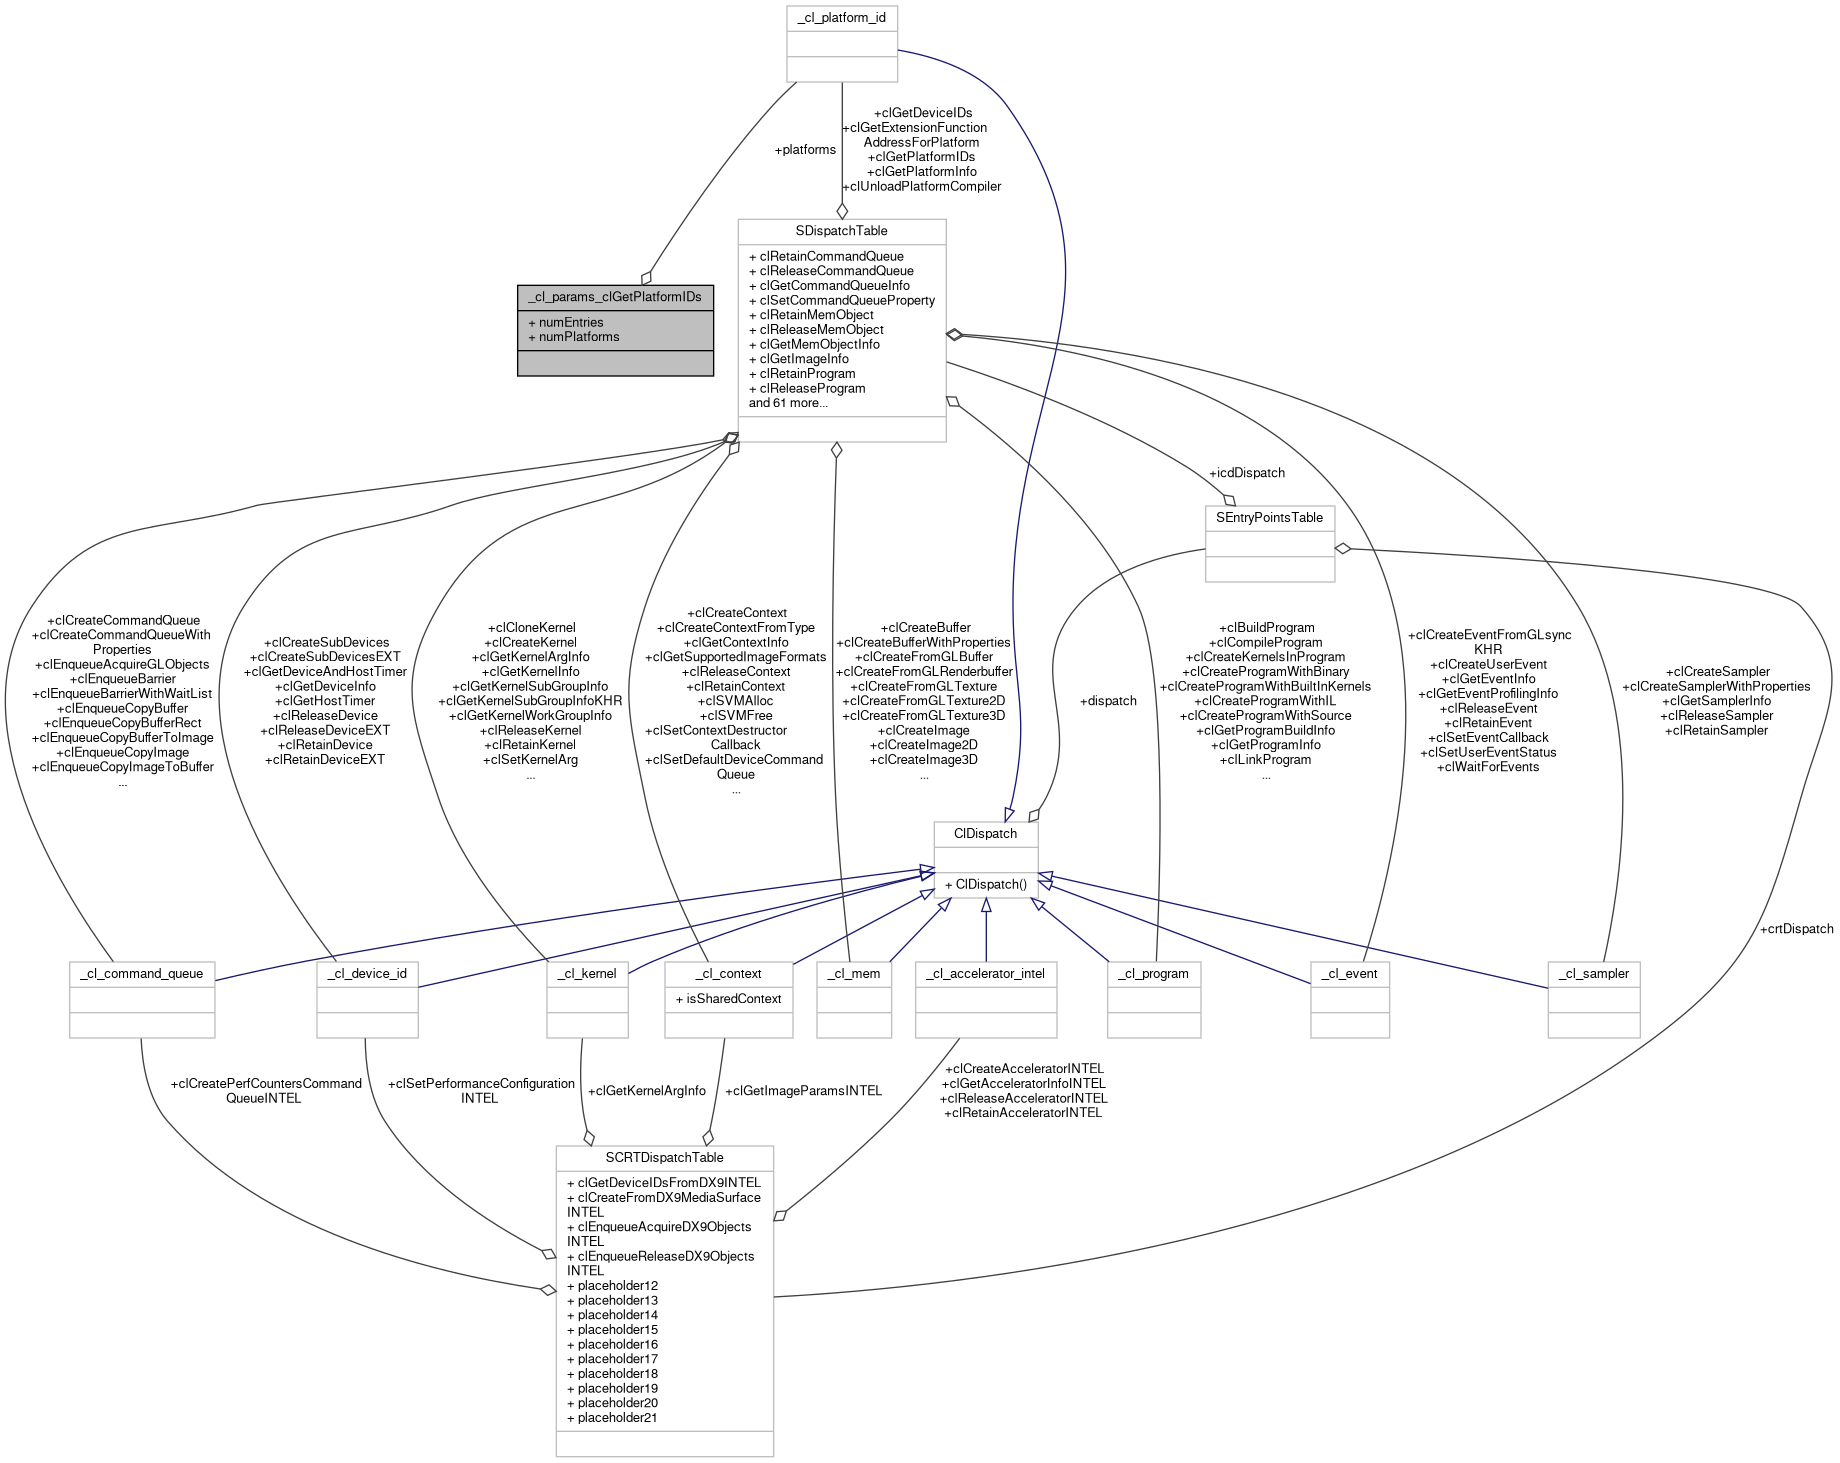 _cl_platform_id
+platforms
+clGetDeviceIDs
+clGetExtensionFunction
AddressForPlatform
+clGetPlatformIDs
+clGetPlatformInfo
+clUnloadPlatformCompiler
_cl_params_clGetPlatformIDs
+ numEntries
+ numPlatforms
SDispatchTable
+ clRetainCommandQueue
+ clReleaseCommandQueue
+ clGetCommandQueueInfo
+ clSetCommandQueueProperty
+ clRetainMemObject
+ clReleaseMemObject
+ clGetMemObjectInfo
+ clGetImageInfo
+ clRetainProgram
+ clReleaseProgram
and 61 more...
+icdDispatch
SEntryPointsTable
+clCreateCommandQueue
+clCreateCommandQueueWith
Properties
+clEnqueueAcquireGLObjects
+clEnqueueBarrier
+clEnqueueBarrierWithWaitList
+clEnqueueCopyBuffer
+clEnqueueCopyBufferRect
+clEnqueueCopyBufferToImage
+clEnqueueCopyImage
+clEnqueueCopyImageToBuffer
...
+clCreateSubDevices
+clCreateSubDevicesEXT
+clGetDeviceAndHostTimer
+clGetDeviceInfo
+clGetHostTimer
+clReleaseDevice
+clReleaseDeviceEXT
+clRetainDevice
+clRetainDeviceEXT
+clCloneKernel
+clCreateKernel
+clGetKernelArgInfo
+clGetKernelInfo
+clGetKernelSubGroupInfo
+clGetKernelSubGroupInfoKHR
+clGetKernelWorkGroupInfo
+clReleaseKernel
+clRetainKernel
+clSetKernelArg
...
+clCreateContext
+clCreateContextFromType
+clGetContextInfo
+clGetSupportedImageFormats
+clReleaseContext
+clRetainContext
+clSVMAlloc
+clSVMFree
+clSetContextDestructor
Callback
+clSetDefaultDeviceCommand
Queue
...
+clCreateBuffer
+clCreateBufferWithProperties
+clCreateFromGLBuffer
+clCreateFromGLRenderbuffer
+clCreateFromGLTexture
+clCreateFromGLTexture2D
+clCreateFromGLTexture3D
+clCreateImage
+clCreateImage2D
+clCreateImage3D
...
+dispatch
+clBuildProgram
+clCompileProgram
+clCreateKernelsInProgram
+clCreateProgramWithBinary
+clCreateProgramWithBuiltInKernels
+clCreateProgramWithIL
+clCreateProgramWithSource
+clGetProgramBuildInfo
+clGetProgramInfo
+clLinkProgram
...
+clCreateEventFromGLsync
KHR
+clCreateUserEvent
+clGetEventInfo
+clGetEventProfilingInfo
+clReleaseEvent
+clRetainEvent
+clSetEventCallback
+clSetUserEventStatus
+clWaitForEvents
+clCreateSampler
+clCreateSamplerWithProperties
+clGetSamplerInfo
+clReleaseSampler
+clRetainSampler
ClDispatch
+ ClDispatch()
+crtDispatch
_cl_command_queue
_cl_device_id
_cl_kernel
_cl_context
+ isSharedContext
_cl_mem
_cl_accelerator_intel
_cl_program
_cl_event
_cl_sampler
+clCreatePerfCountersCommand
QueueINTEL
+clSetPerformanceConfiguration
INTEL
+clGetKernelArgInfo
+clGetImageParamsINTEL
+clCreateAcceleratorINTEL
+clGetAcceleratorInfoINTEL
+clReleaseAcceleratorINTEL
+clRetainAcceleratorINTEL
SCRTDispatchTable
+ clGetDeviceIDsFromDX9INTEL
+ clCreateFromDX9MediaSurface
INTEL
+ clEnqueueAcquireDX9Objects
INTEL
+ clEnqueueReleaseDX9Objects
INTEL
+ placeholder12
+ placeholder13
+ placeholder14
+ placeholder15
+ placeholder16
+ placeholder17
+ placeholder18
+ placeholder19
+ placeholder20
+ placeholder21